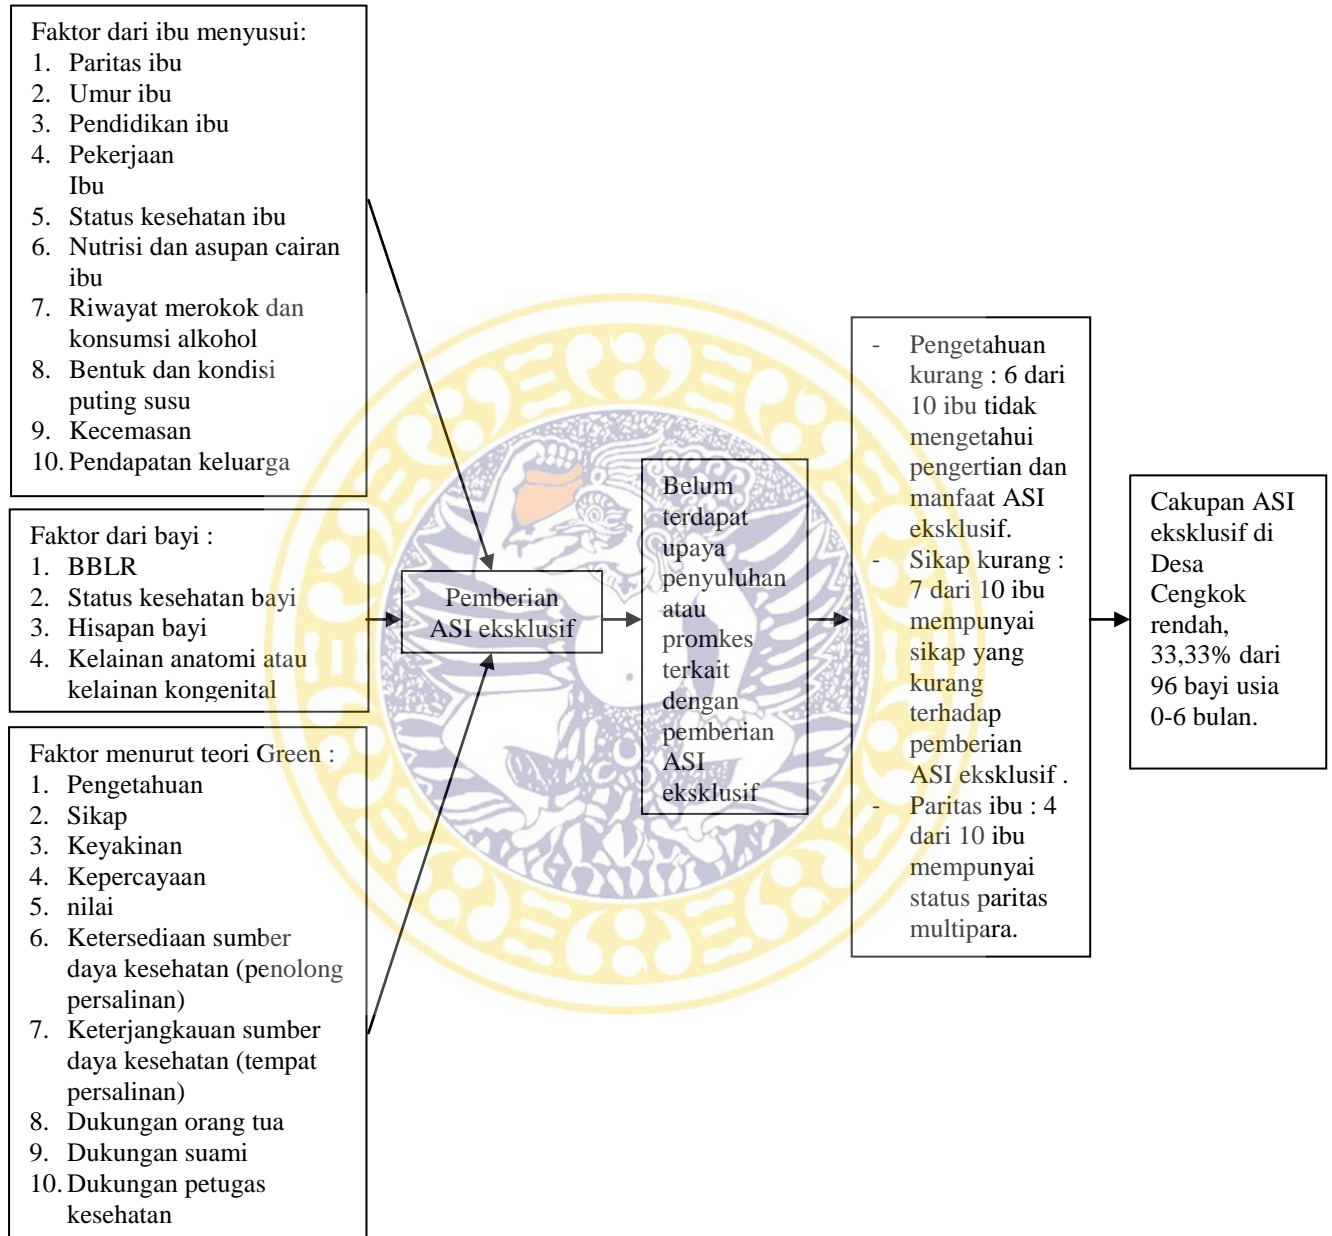 Faktor dari ibu menyusui:
1. Paritas ibu
2. Umur ibu
3. Pendidikan ibu
4. Pekerjaan
Ibu
5. Status kesehatan ibu
6. Nutrisi dan asupan cairan
ibu
7. Riwayat merokok dan
konsumsi alkohol
8. Bentuk dan kondisi
puting susu
9. Kecemasan
10. Pendapatan keluarga
Faktor dari bayi :
1. BBLR
2. Status kesehatan bayi
3. Hisapan bayi
4. Kelainan anatomi atau
kelainan kongenital
Faktor menurut teori Green :
1. Pengetahuan
2. Sikap
3. Keyakinan
4. Kepercayaan
5. nilai
6. Ketersediaan sumber
daya kesehatan (penolong
persalinan)
7. Keterjangkauan sumber
daya kesehatan (tempat
persalinan)
8. Dukungan orang tua
9. Dukungan suami
10. Dukungan petugas
kesehatan
Pemberian
ASI eksklusif
Belum
terdapat
upaya
penyuluhan
atau
promkes
terkait
dengan
pemberian
ASI
eksklusif
- Pengetahuan
kurang : 6 dari
10 ibu tidak
mengetahui
pengertian dan
manfaat ASI
eksklusif.
- Sikap kurang :
7 dari 10 ibu
mempunyai
sikap yang
kurang
terhadap
pemberian
ASI eksklusif .
- Paritas ibu : 4
dari 10 ibu
mempunyai
status paritas
multipara.
Cakupan ASI
eksklusif di
Desa
Cengkok
rendah,
33,33% dari
96 bayi usia
0-6 bulan.